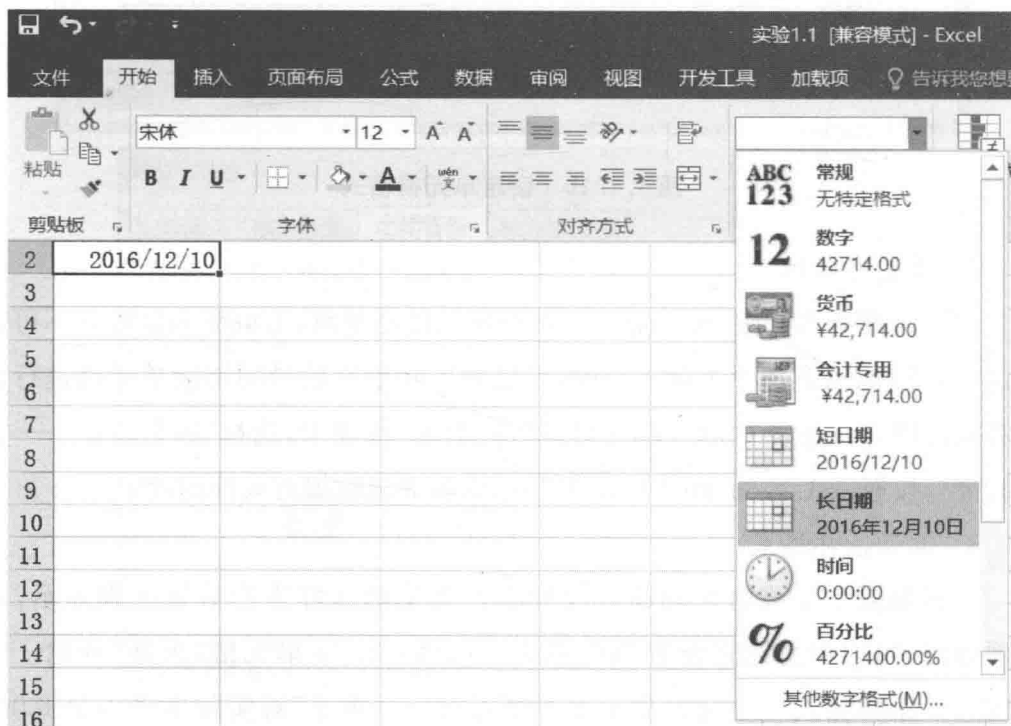 实验1.1 [兼容模式] - Excel
文件 开始 插入 页面布局 公式 数据 审阅 视图 开发工具 加载项 告诉我您想
宋体 12 A A
粘贴 B I U A wén 文
剪贴板 字体 对齐方式
ABC 123 常规
无特定格式
12 数字
42714.00
货币
¥42,714.00
会计专用
¥42,714.00
短日期
2016/12/10
长日期
2016年12月10日
时间
0:00:00
% 百分比
4271400.00%
其他数字格式(M)...
2 2016/12/10
3
4
5
6
7
8
9
10
11
12
13
14
15
16